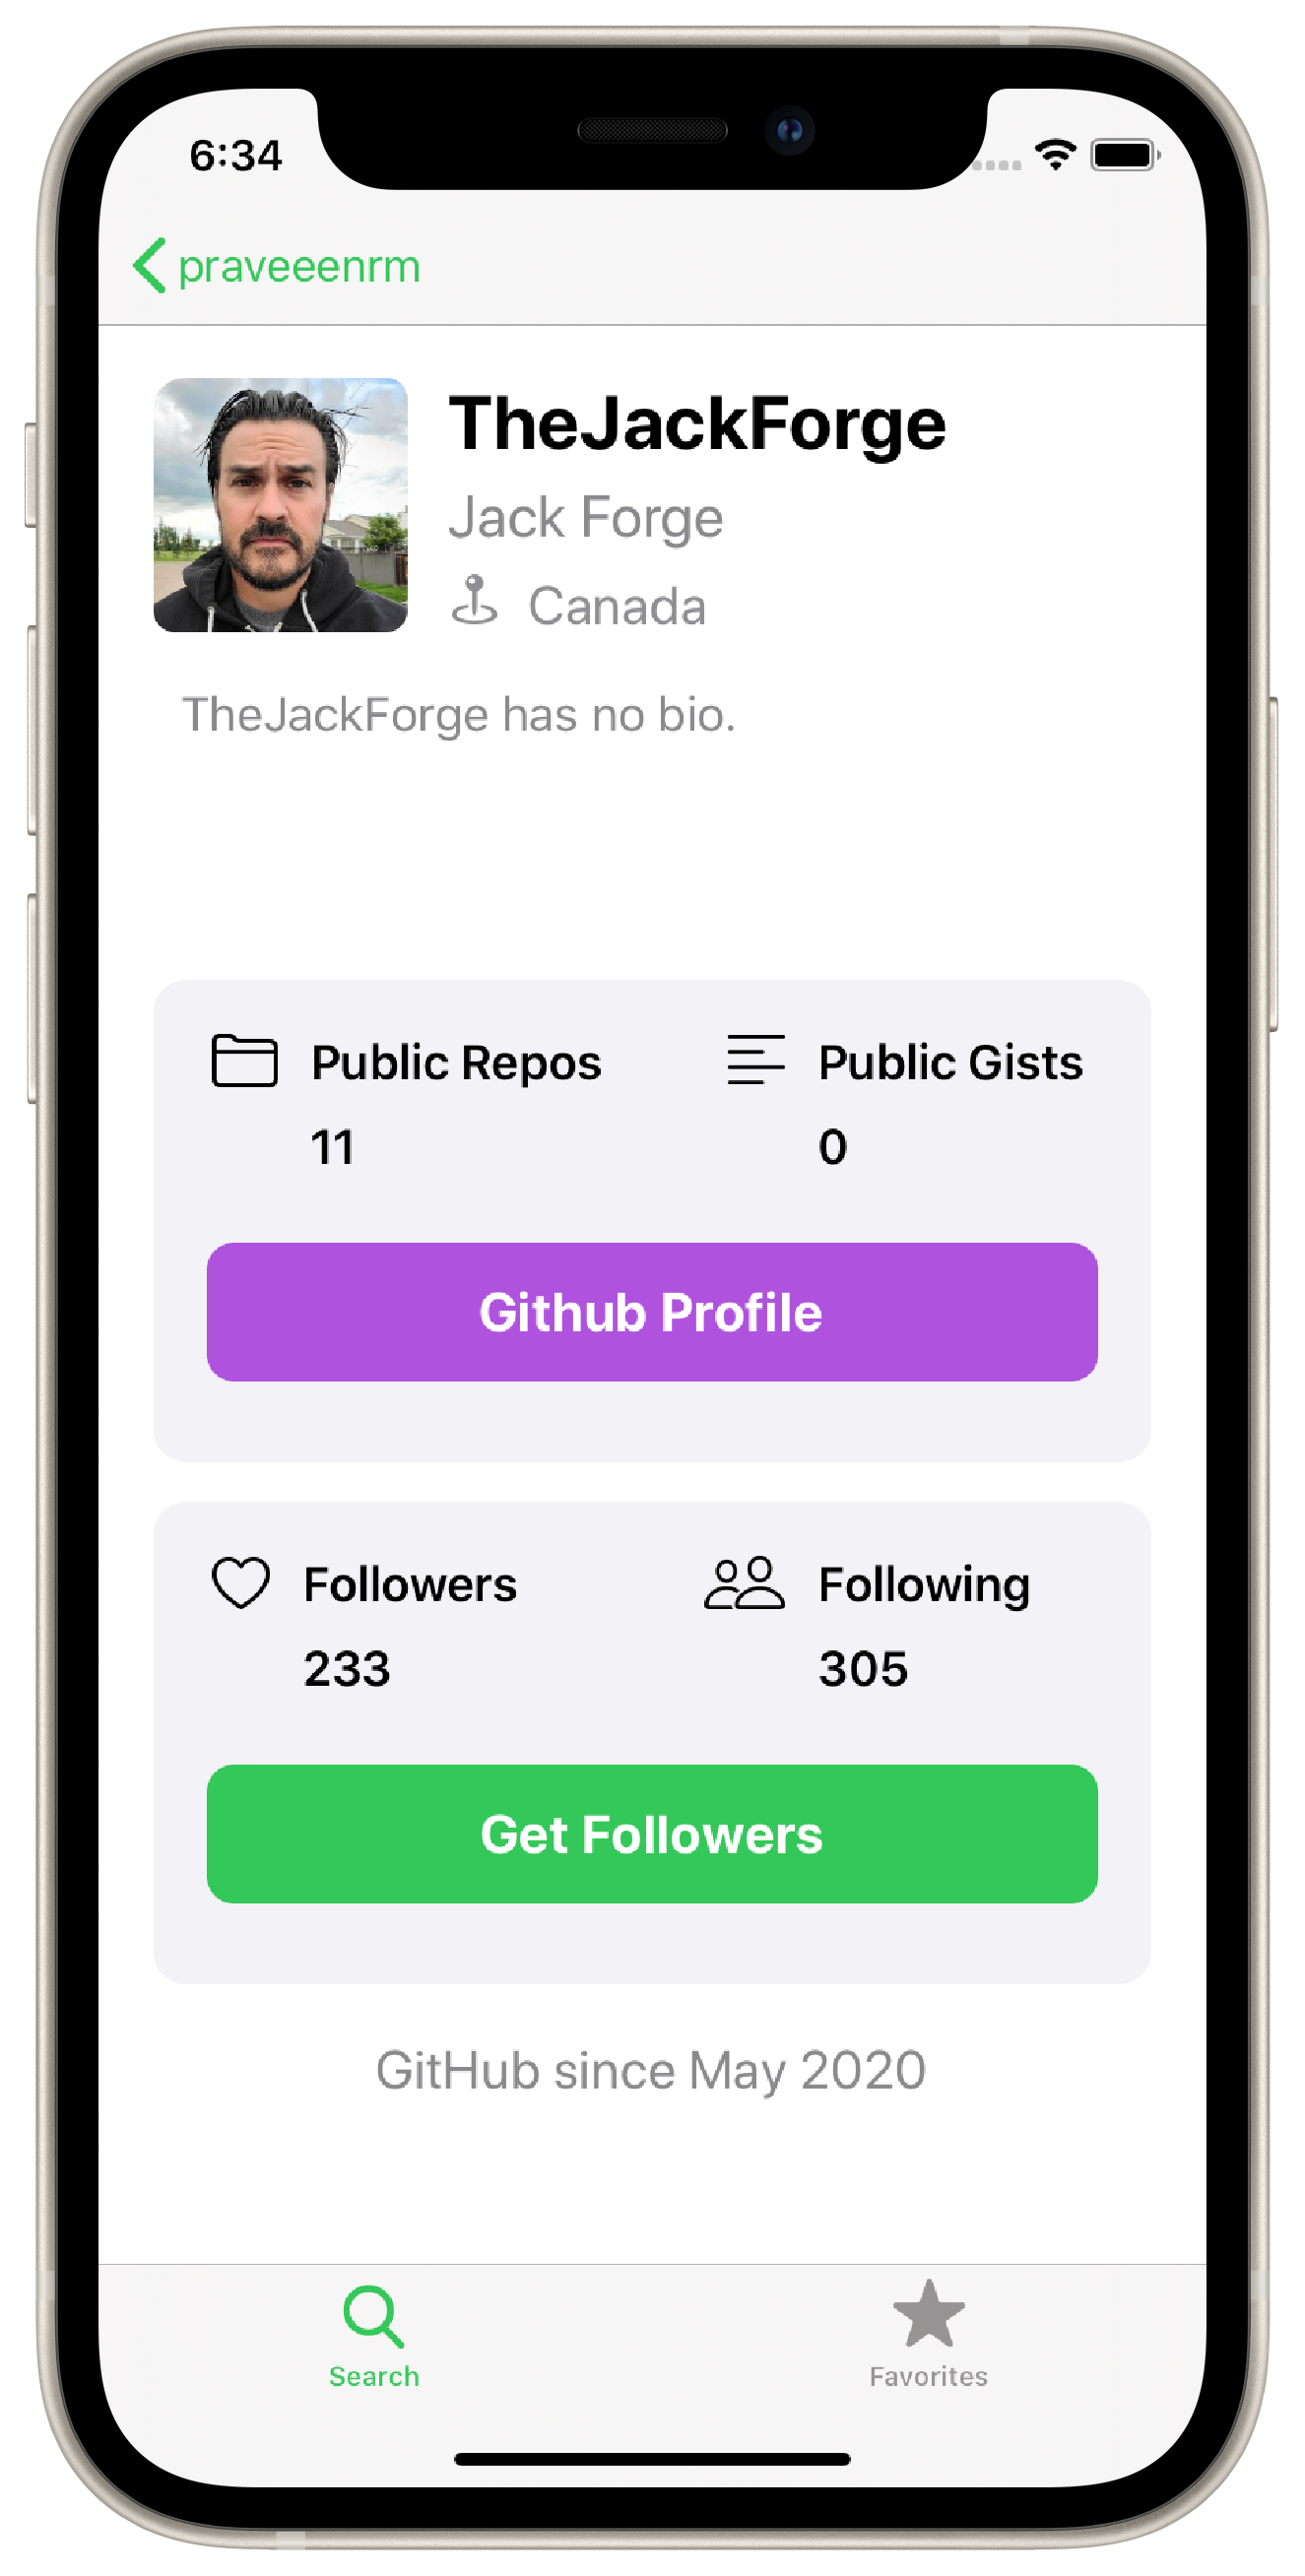 6:34
praveeenrm
TheJackForge
Jack Forge
Canada
TheJackForge has no bio.
Public Repos
11
Public Gists
0
Github Profile
Followers
233
Following
305
Get Followers
GitHub since May 2020
Search
Favorites